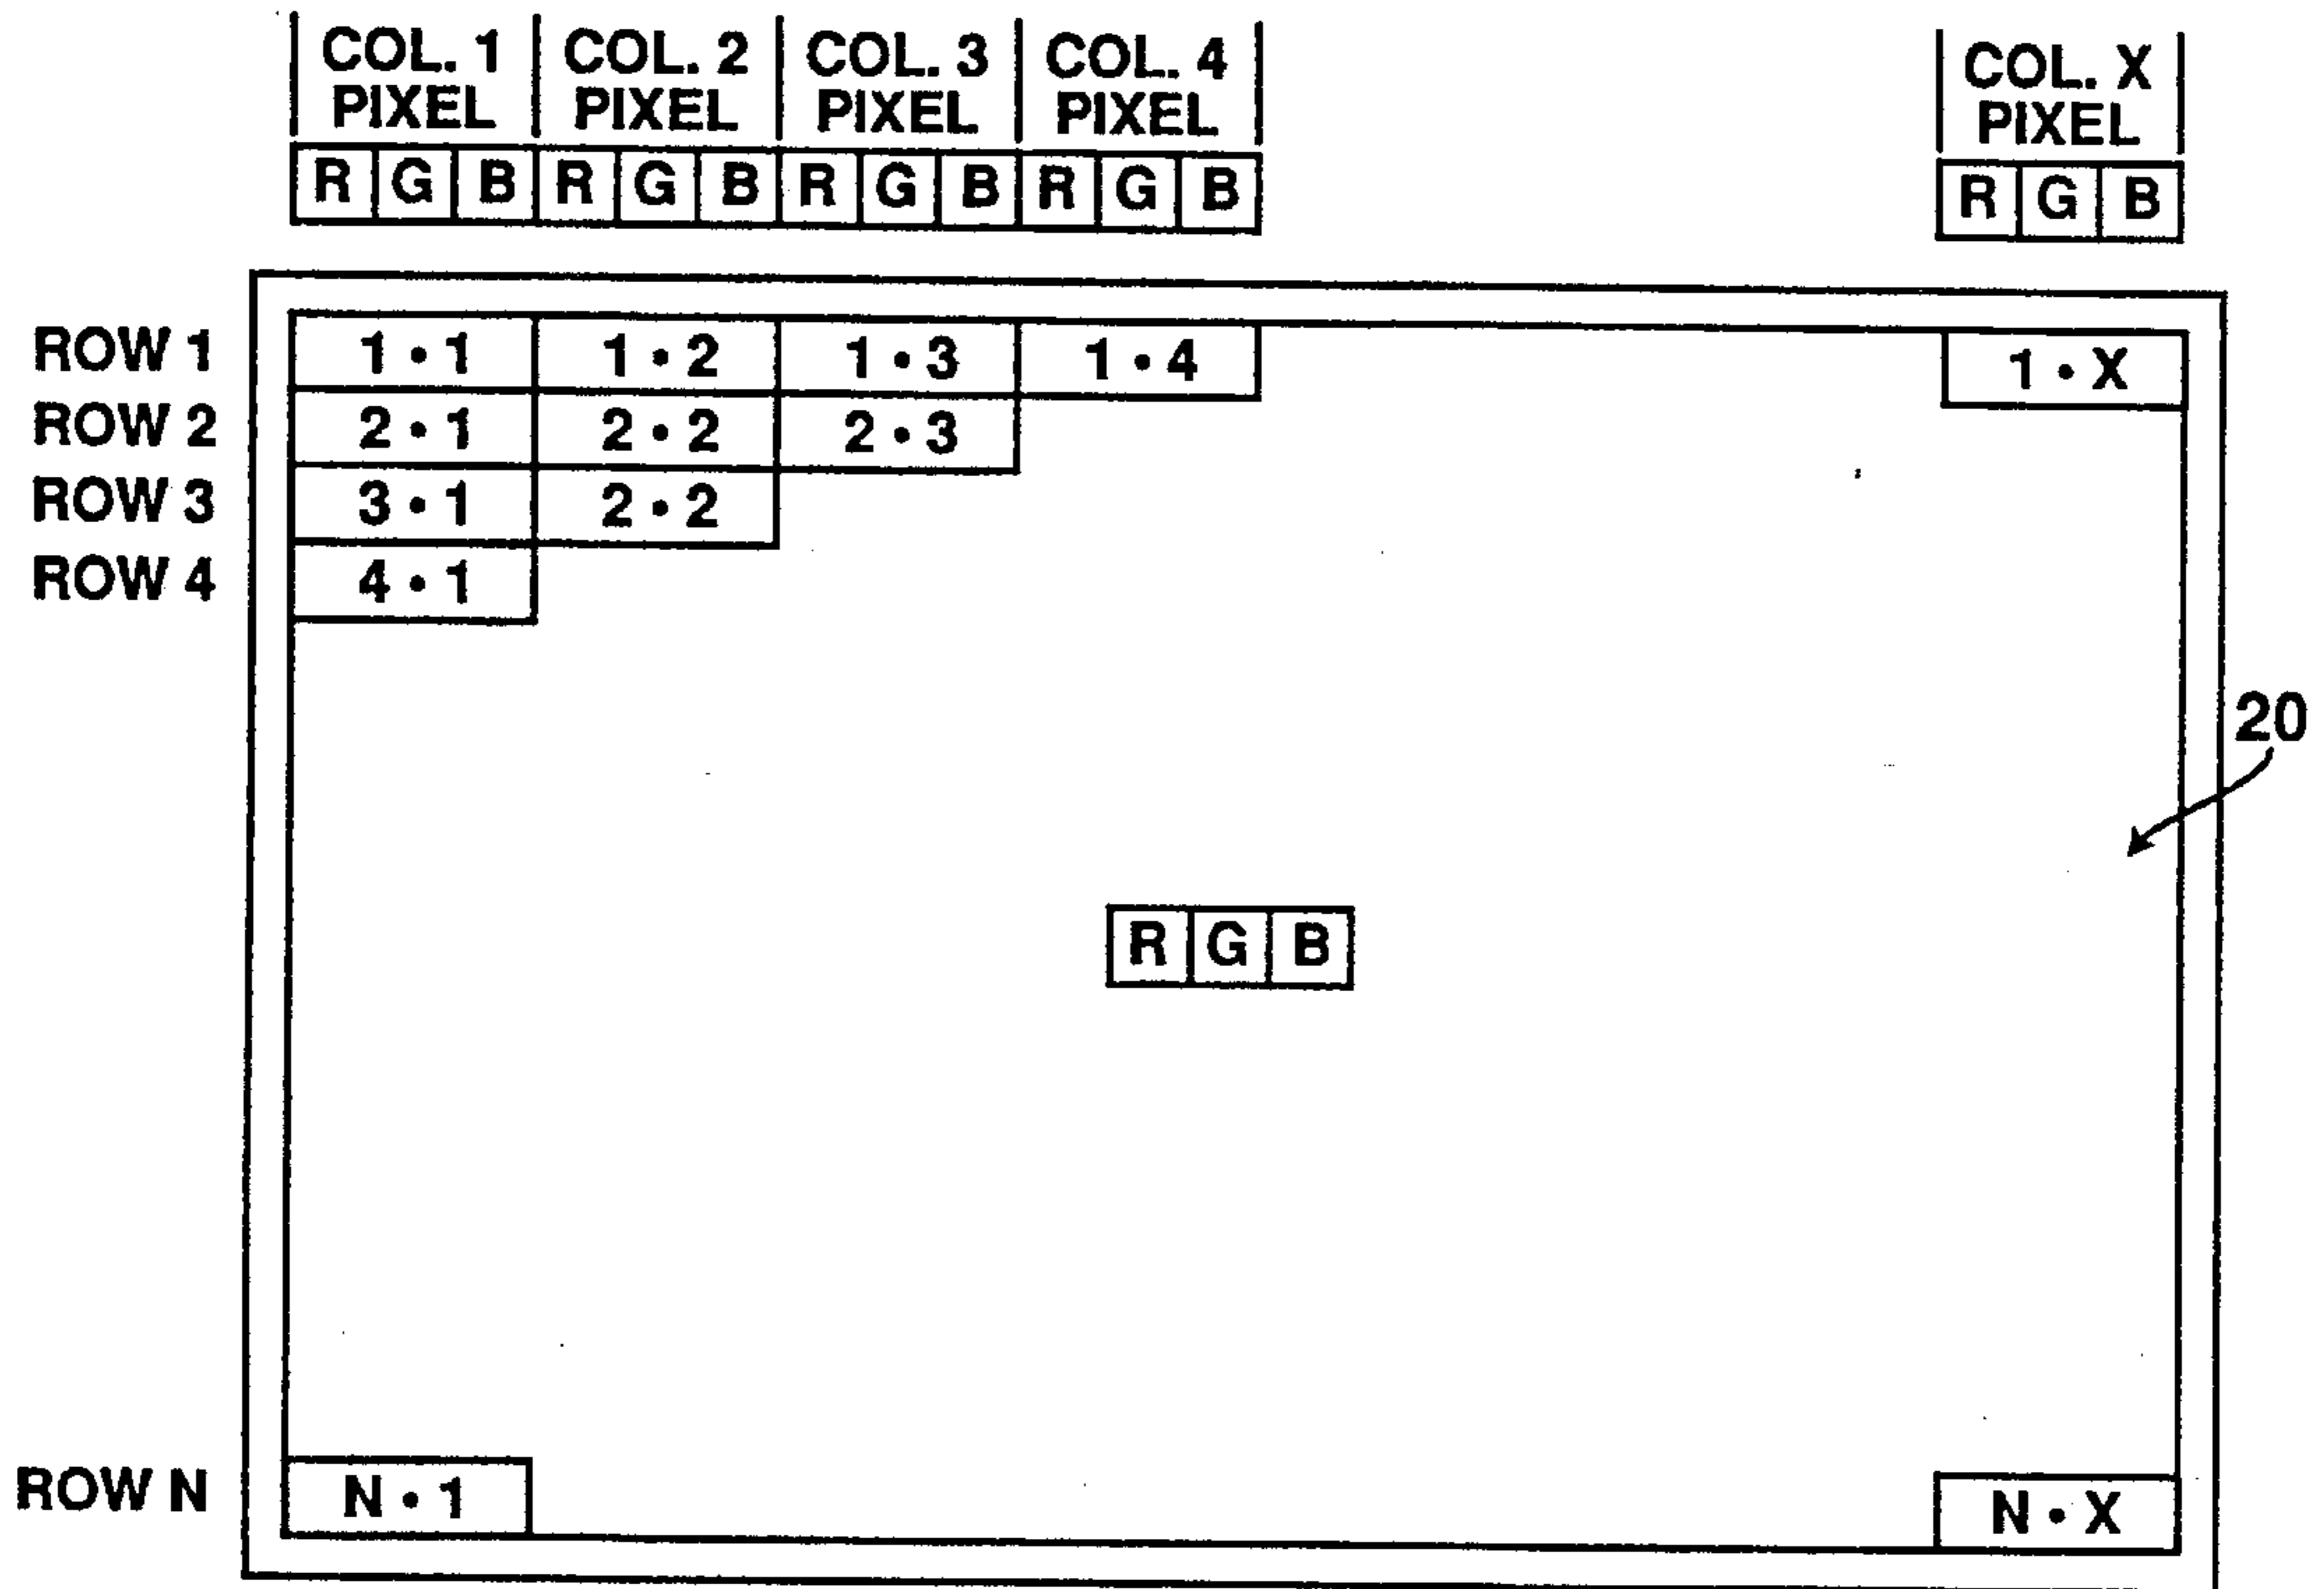 COL. 1 COL. 2 COL. 3 COL. 4 COL. X
PIXEL PIXEL PIXEL PIXEL PIXEL
R G B R G B R G B R G B R G B
ROW 1 1 • 1 1 • 2 1 • 3 1 • 4 1 • X
ROW 2 2 • 1 2 • 2 2 • 3
ROW 3 3 • 1 2 • 2
ROW 4 4 • 1
20
R G B
ROW N N • 1 N • X